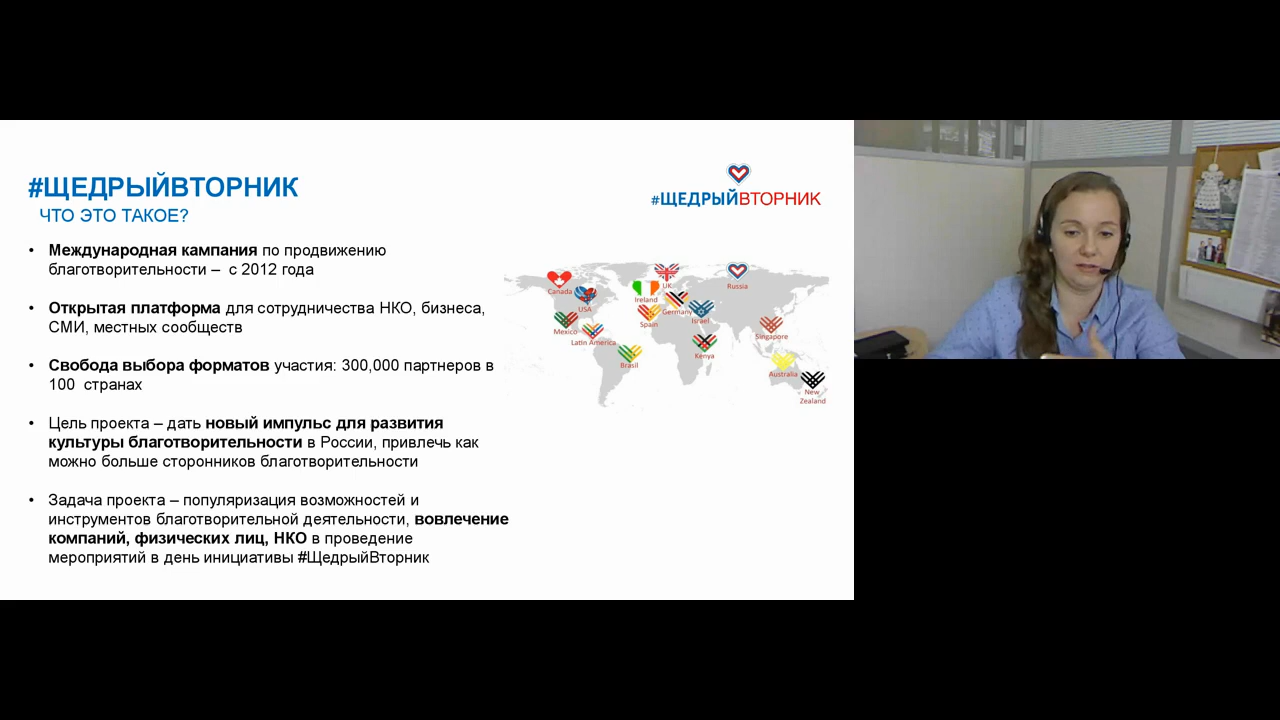 #ЩЕДРЫЙВТОРНИК
ЧТО ЭТО ТАКОЕ?
#ЩЕДРЫЙВТОРНИК
• Международная кампания по продвижению
благотворительности – с 2012 года
• Открытая платформа для сотрудничества НКО, бизнеса,
СМИ, местных сообществ
• Свобода выбора форматов участия: 300,000 партнеров в
100 странах
• Цель проекта – дать новый импульс для развития
культуры благотворительности в России, привлечь как
можно больше сторонников благотворительности
• Задача проекта – популяризация возможностей и
инструментов благотворительной деятельности, вовлечение
компаний, физических лиц, НКО в проведение
мероприятий в день инициативы #ЩедрыйВторник
Canada
USA
Mexico
Latin America
Brasil
Ireland
UK
Spain
Germany
Israel
Kenya
Russia
Singapore
Australia
New
Zealand